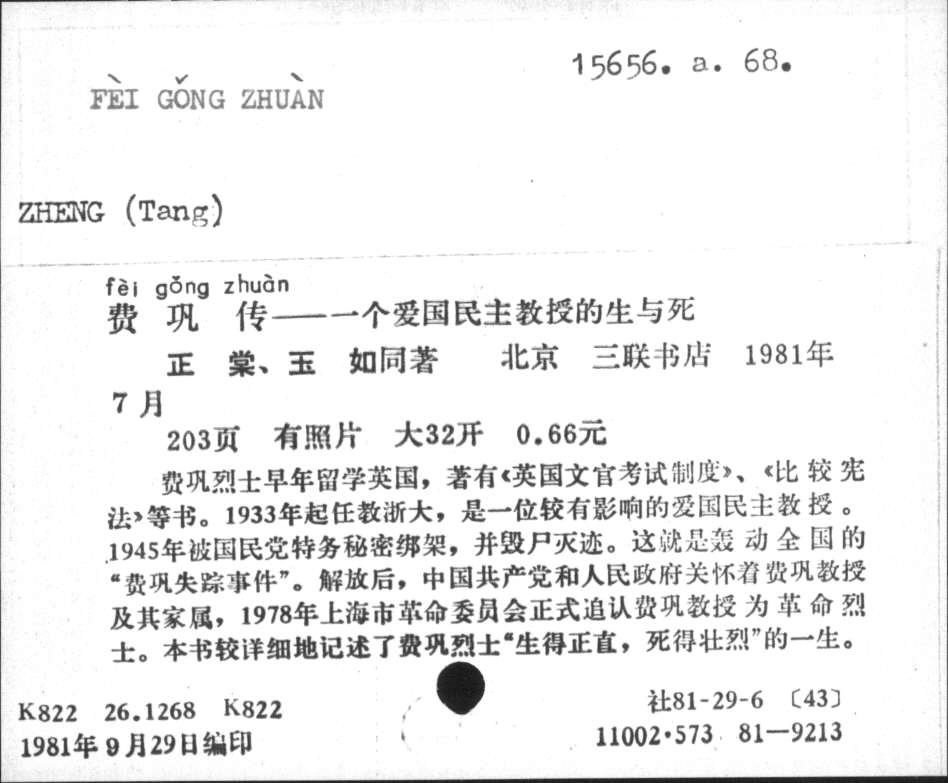 15656. a. 68.
FÈI GǑNG ZHUÀN
ZHENG (Tang)
fèi gǒng zhuàn
费 巩 传——一个爱国民主教授的生与死
正 棠、玉 如同著 北京 三联书店 1981年
7 月
203页 有照片 大32开 0.66元
费巩烈士早年留学英国，著有《英国文官考试制度》、《比较宪
法》等书。1933年起任教浙大，是一位较有影响的爱国民主教授。
1945年被国民党特务秘密绑架，并毁尸灭迹。这就是轰动全国的
“费巩失踪事件”。解放后，中国共产党和人民政府关怀着费巩教授
及其家属，1978年上海市革命委员会正式追认费巩教授为革命烈
士。本书较详细地记述了费巩烈士“生得正直，死得壮烈”的一生。
K822 26.1268 K822
社81-29-6 〔43〕
1981年9月29日编印
11002·573 81—9213